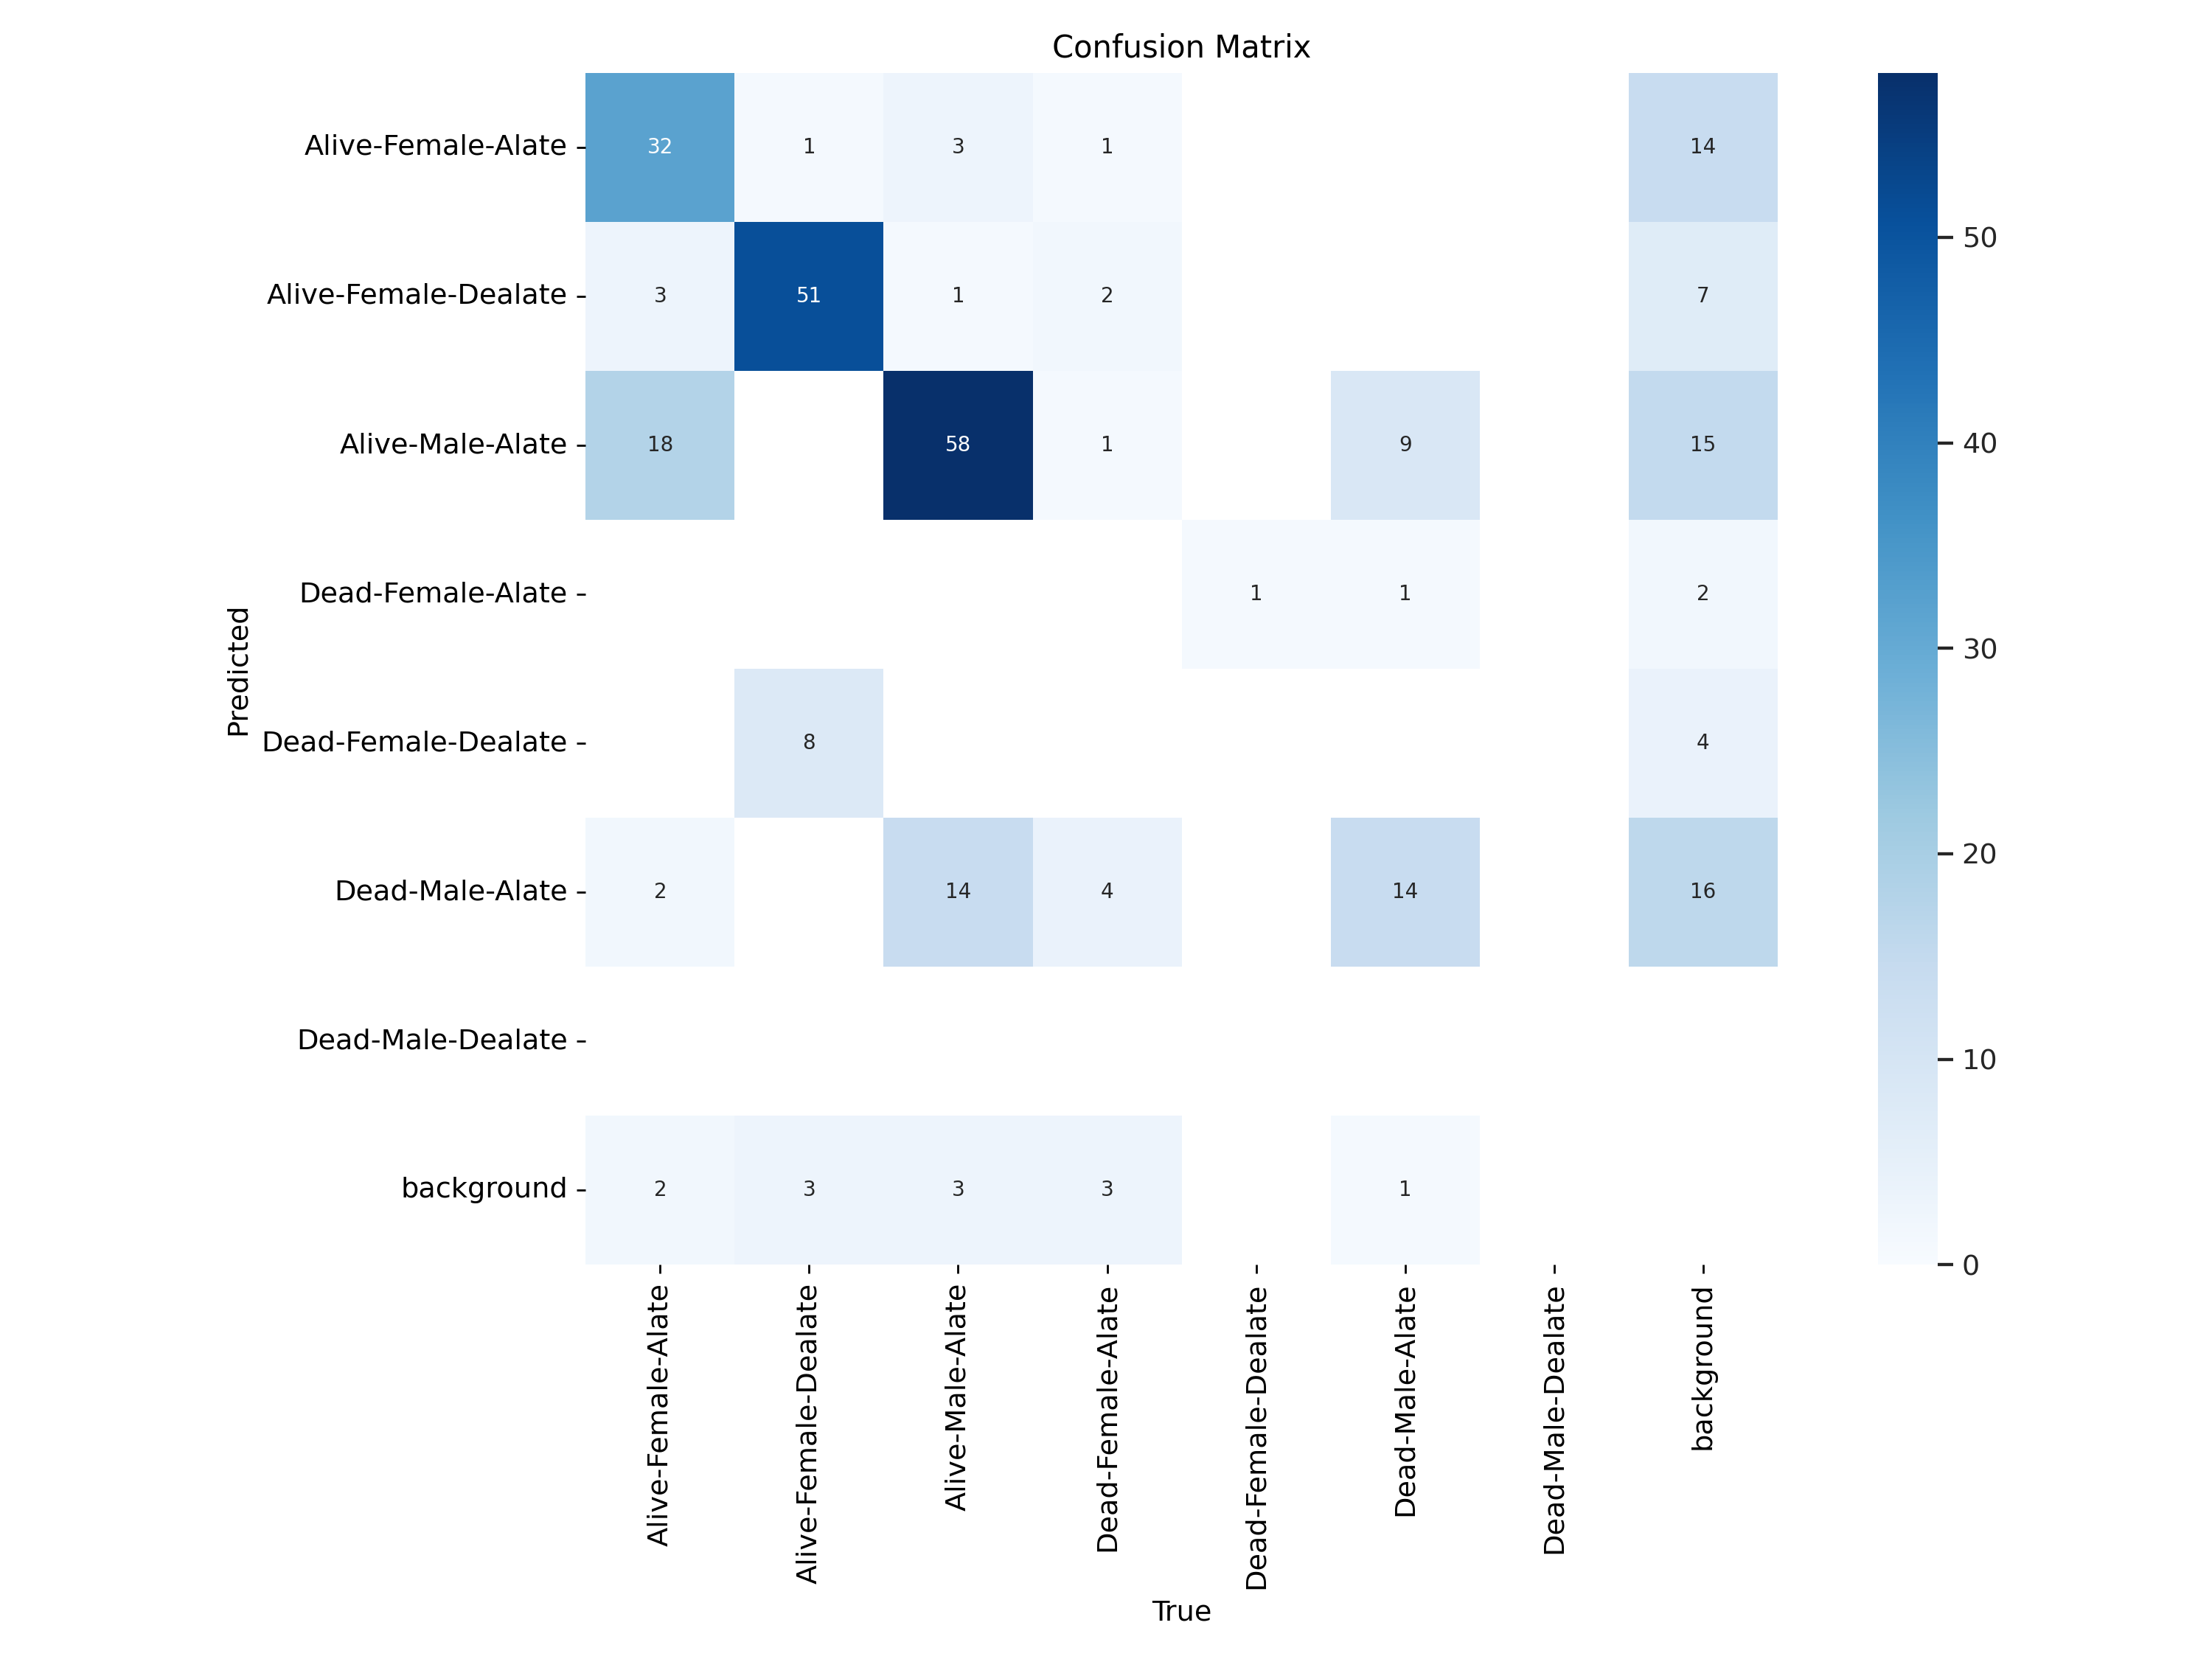 Confusion Matrix
Alive-Female-Alate 32 1 3 1 14
Alive-Female-Dealate 3 51 1 2 7
Alive-Male-Alate 18 58 1 9 15
Dead-Female-Alate 1 1 2
Dead-Female-Dealate 8 4
Dead-Male-Alate 2 14 4 14 16
Dead-Male-Dealate
background 2 3 3 3 1
Predicted
Alive-Female-Alate
Alive-Female-Dealate
Alive-Male-Alate
Dead-Female-Alate
Dead-Female-Dealate
Dead-Male-Alate
Dead-Male-Dealate
background
True
50
40
30
20
10
0